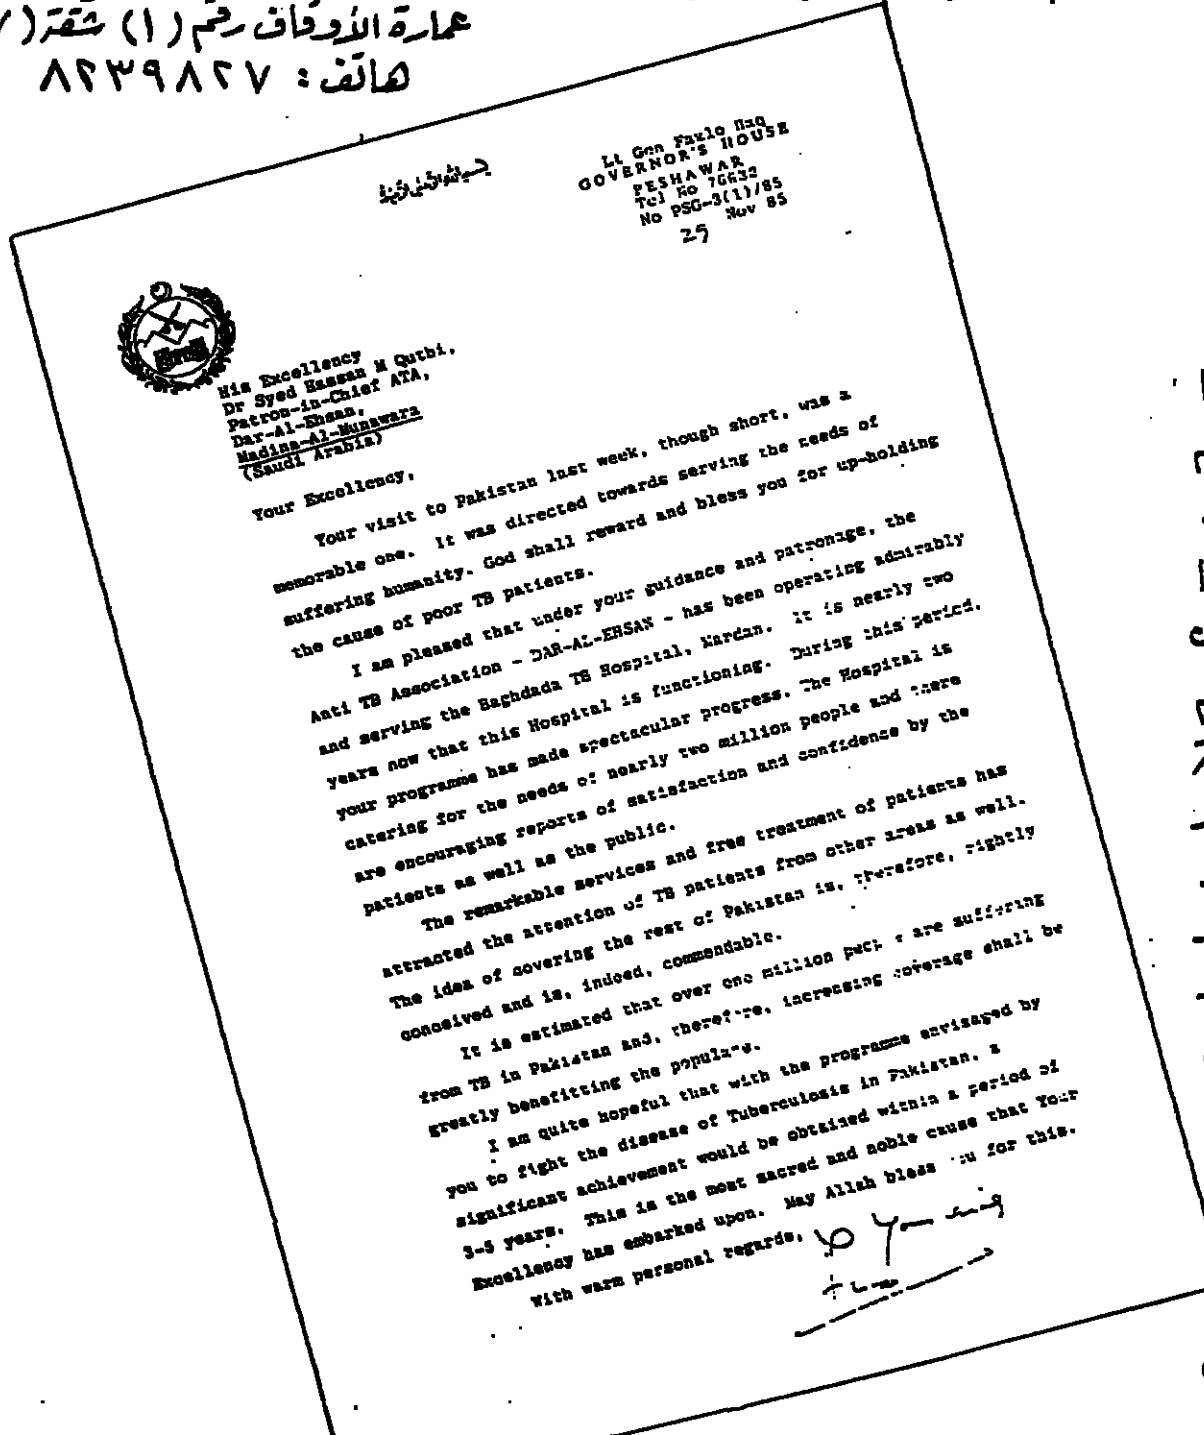 عمارة الأوقاف رقم (١) شقة (
هاتف : ٨٢٣٩٨٢٧
Lt Gen Fazle Haq
GOVERNOR'S HOUSE
PESHAWAR
Tel No
No PSG-3(1)/85
25 Nov 85
His Excellency
Dr Syed Hassan M Qutbi,
Patron-in-Chief ATA,
Dar-Al-Ehsan,
Madina-Al-Munawara
(Saudi Arabia)
Your Excellency,
Your visit to Pakistan last week, though short, was a
memorable one. It was directed towards serving the needs of
suffering humanity. God shall reward and bless you for up-holding
the cause of poor TB patients.
I am pleased that under your guidance and patronage, the
Anti TB Association - DAR-AL-EHSAN - has been operating admirably
and serving the Baghdada TB Hospital, Mardan. It is nearly two
years now that this Hospital is functioning. During this period,
your programme has made spectacular progress. The Hospital is
catering for the needs of nearly two million people and there
are encouraging reports of satisfaction and confidence by the
patients as well as the public.
The remarkable services and free treatment of patients has
attracted the attention of TB patients from other areas as well.
The idea of covering the rest of Pakistan is, therefore, rightly
conceived and is, indeed, commendable.
It is estimated that over one million people are suffering
from TB in Pakistan and, therefore, increasing coverage shall be
greatly benefitting the populace.
I am quite hopeful that with the programme envisaged by
you to fight the disease of Tuberculosis in Pakistan, a
significant achievement would be obtained within a period of
3-5 years. This is the most sacred and noble cause that Your
Excellency has embarked upon. May Allah bless you for this.
With warm personal regards,